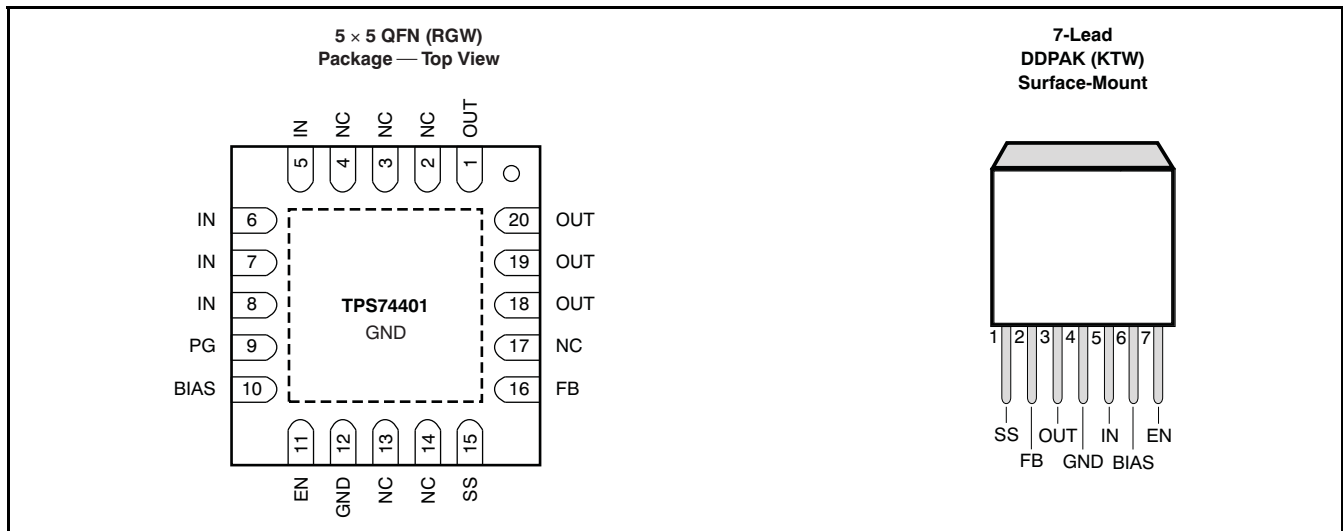 5 × 5 QFN (RGW)
Package — Top View
IN NC NC NC OUT
5 4 3 2 1
IN 6 20 OUT
IN 7 19 OUT
IN 8 18 OUT
PG 9 17 NC
BIAS 10 16 FB
TPS74401
GND
11 12 13 14 15
EN GND NC NC SS
7-Lead
DDPAK (KTW)
Surface-Mount
1 2 3 4 5 6 7
SS OUT IN EN
FB GND BIAS